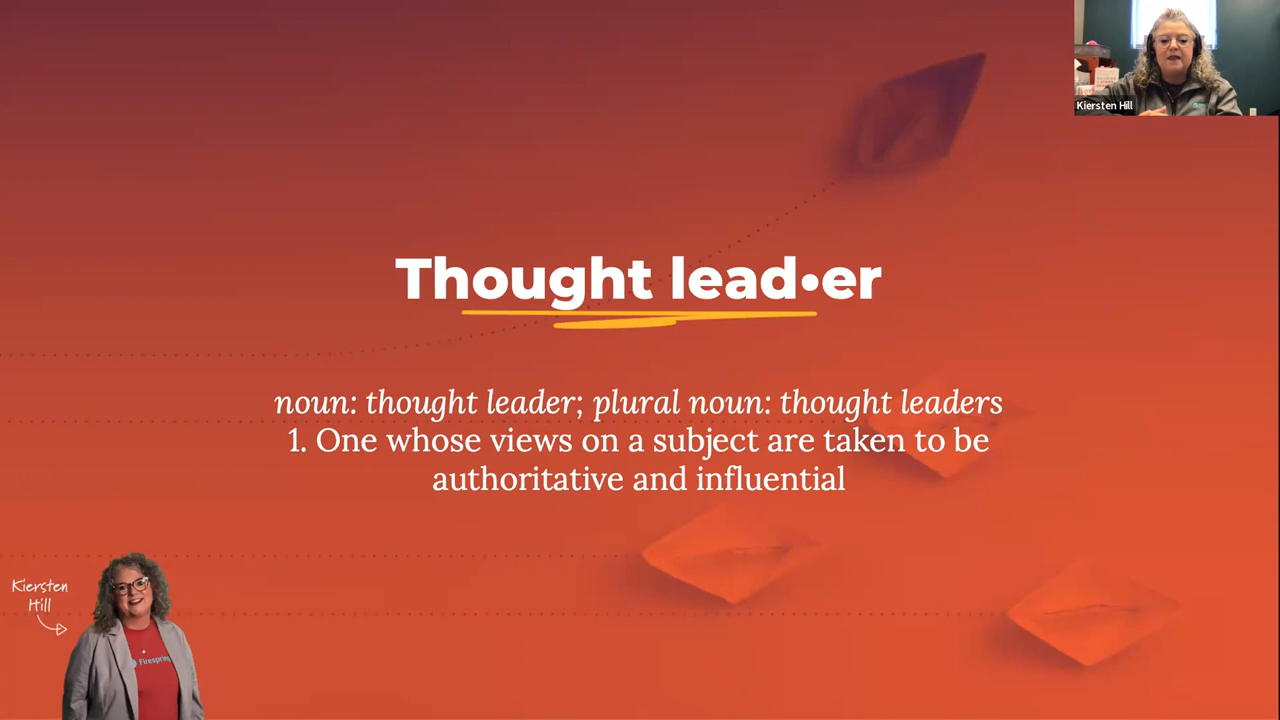 Kiersten Hill
Thought lead•er
noun: thought leader; plural noun: thought leaders
1. One whose views on a subject are taken to be
authoritative and influential
Kiersten
Hill
Firespring